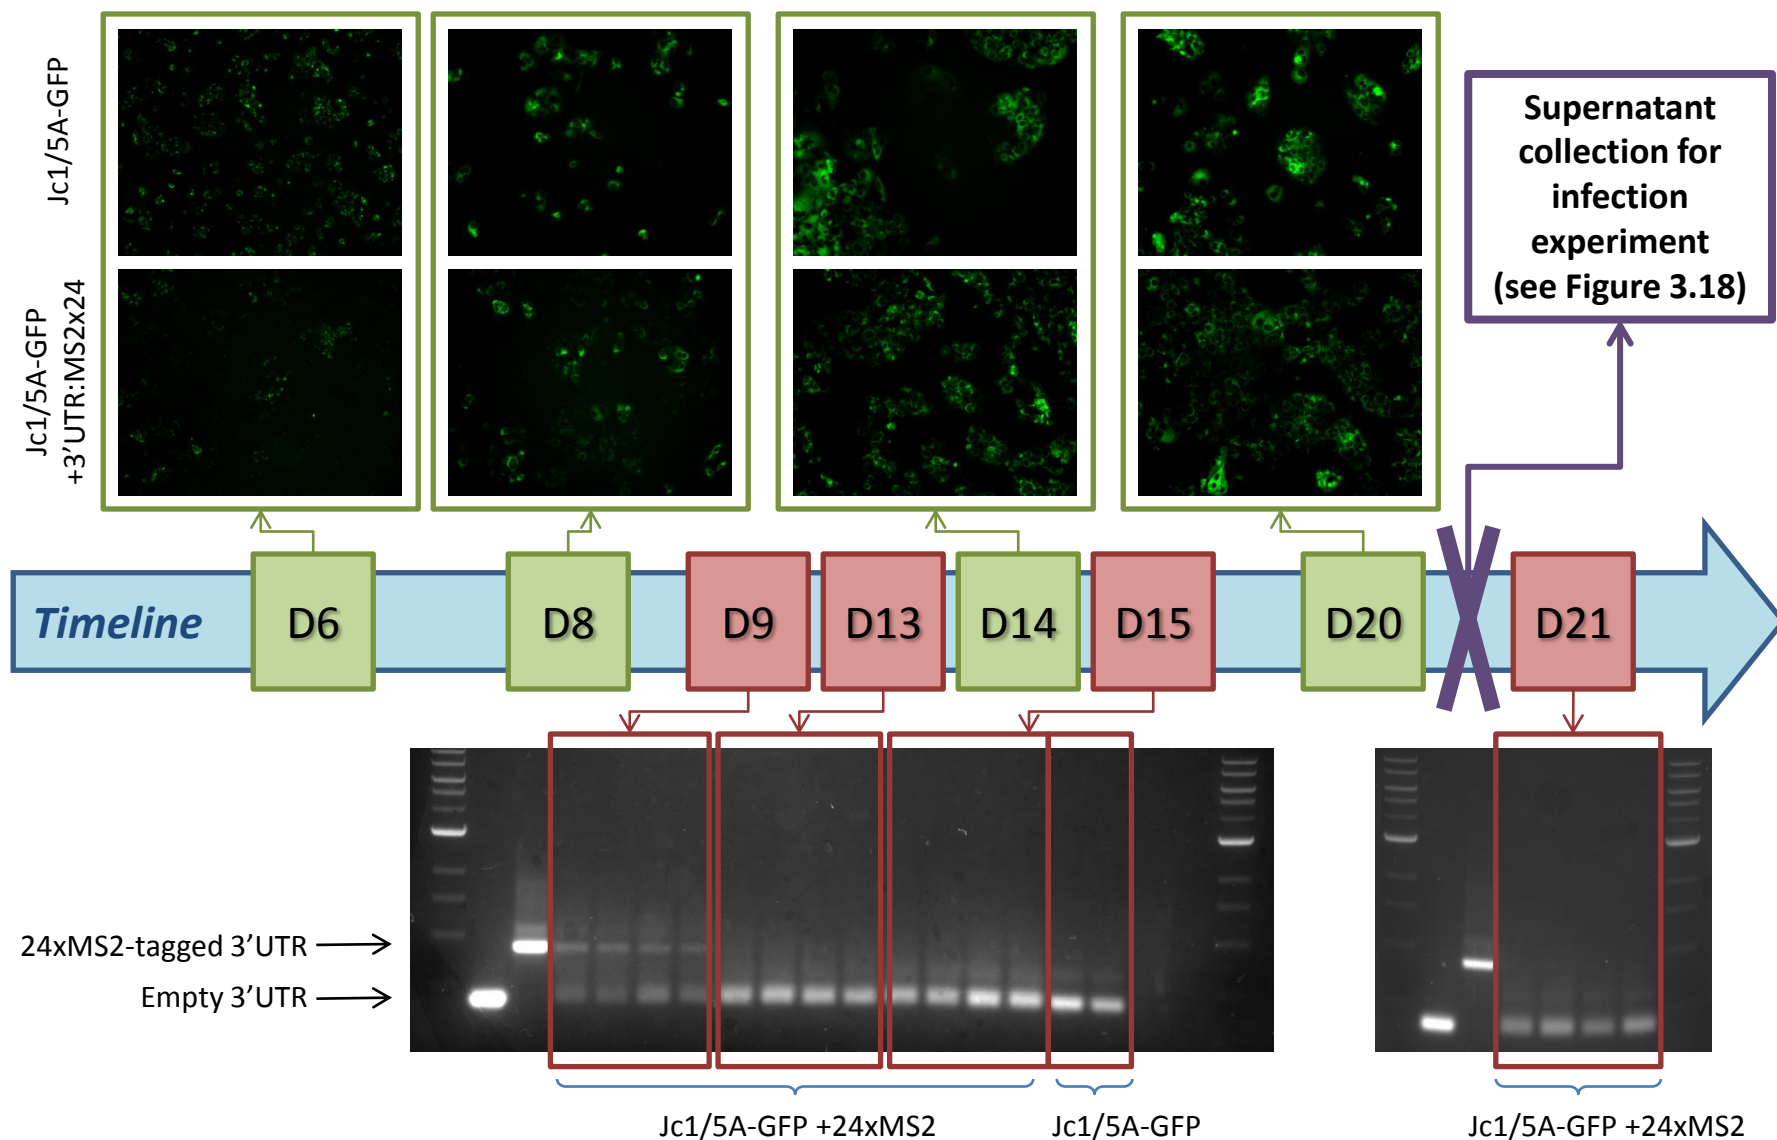 Jc1/5A-GFP
Jc1/5A-GFP
+3’UTR:MS2x24
Supernatant
collection for
infection
experiment
(see Figure 3.18)
Timeline
D6
D8
D9
D13
D14
D15
D20
D21
24xMS2-tagged 3’UTR
Empty 3’UTR
Jc1/5A-GFP +24xMS2
Jc1/5A-GFP
Jc1/5A-GFP +24xMS2